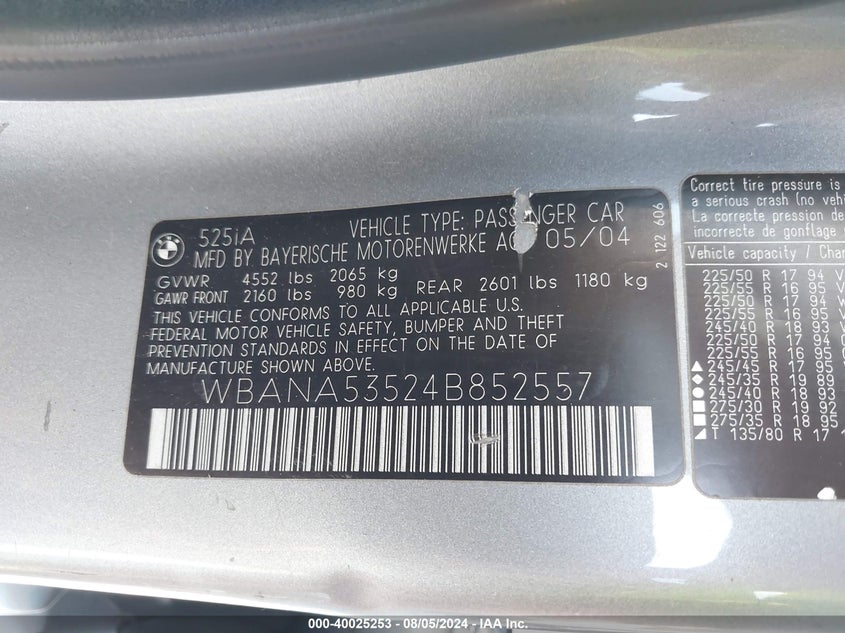 BMW
525iA
VEHICLE TYPE: PASSENGER CAR
MFD BY BAYERISCHE MOTORENWERKE AG 05/04
GVWR 4552 lbs 2065 kg
GAWR FRONT 2160 lbs 980 kg REAR 2601 lbs 1180 kg
THIS VEHICLE CONFORMS TO ALL APPLICABLE U.S.
FEDERAL MOTOR VEHICLE SAFETY, BUMPER AND THEFT
PREVENTION STANDARDS IN EFFECT ON THE DATE OF
MANUFACTURE SHOWN ABOVE.
WBANA53524B852557
2 122 606
Correct tire pressure is
a serious crash (no
La correcte pression de
incorrecte de gonflage
Vehicle capacity /
225/50 R 17 94 V
225/55 R 16 95 V
225/50 R 17 94
225/55 R 16 95 V
245/40 R 18 93
225/50 R 17 94
225/55 R 16 95
245/45 R 17 95
245/35 R 19 89
245/40 R 18 93
275/30 R 19 92
275/35 R 18 95
T 135/80 R 17
000-40025253 - 08/05/2024 - IAA Inc.